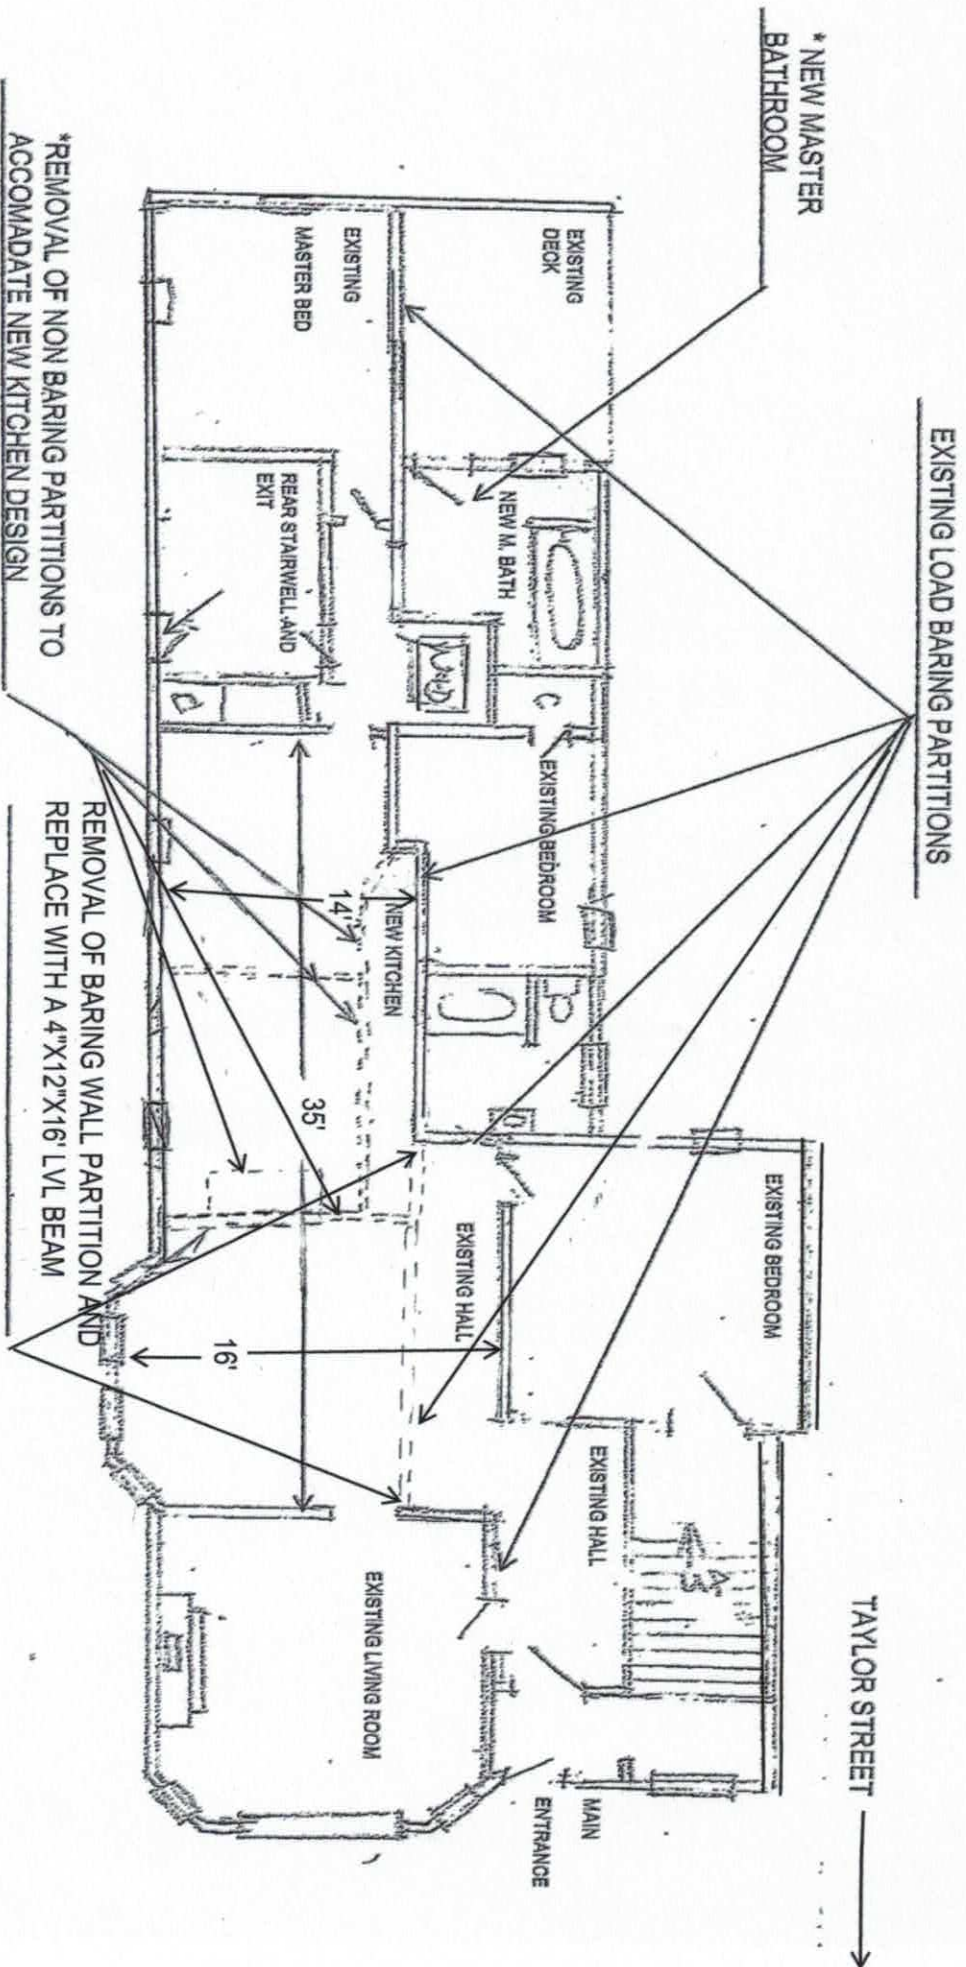 EXISTING LOAD BARING PARTITIONS
TAYLOR STREET
* NEW MASTER
BATHROOM
EXISTING
DECK
EXISTING
MASTER BED
NEW M. BATH
REAR STAIRWELL AND
EXIT
W+D
C
EXISTING BEDROOM
NEW KITCHEN
14'
35'
16'
EXISTING BEDROOM
EXISTING HALL
EXISTING HALL
EXISTING LIVING ROOM
MAIN
ENTRANCE
*REMOVAL OF NON BARING PARTITIONS TO
ACCOMADATE NEW KITCHEN DESIGN
REMOVAL OF BARING WALL PARTITION AND
REPLACE WITH A 4"X12"X16' LVL BEAM